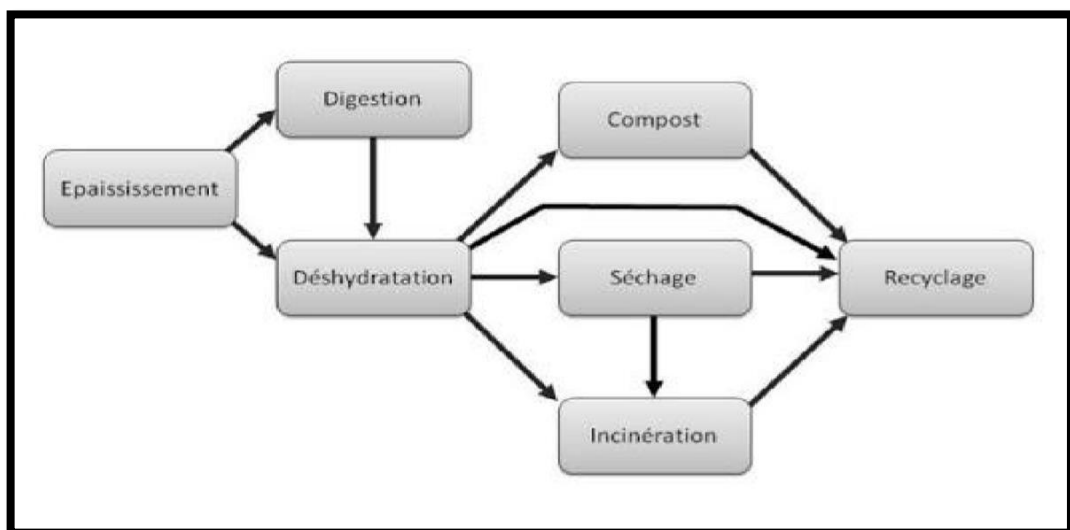 Digestion
Compost
Epaississement
Déshydratation
Séchage
Recyclage
Incinération